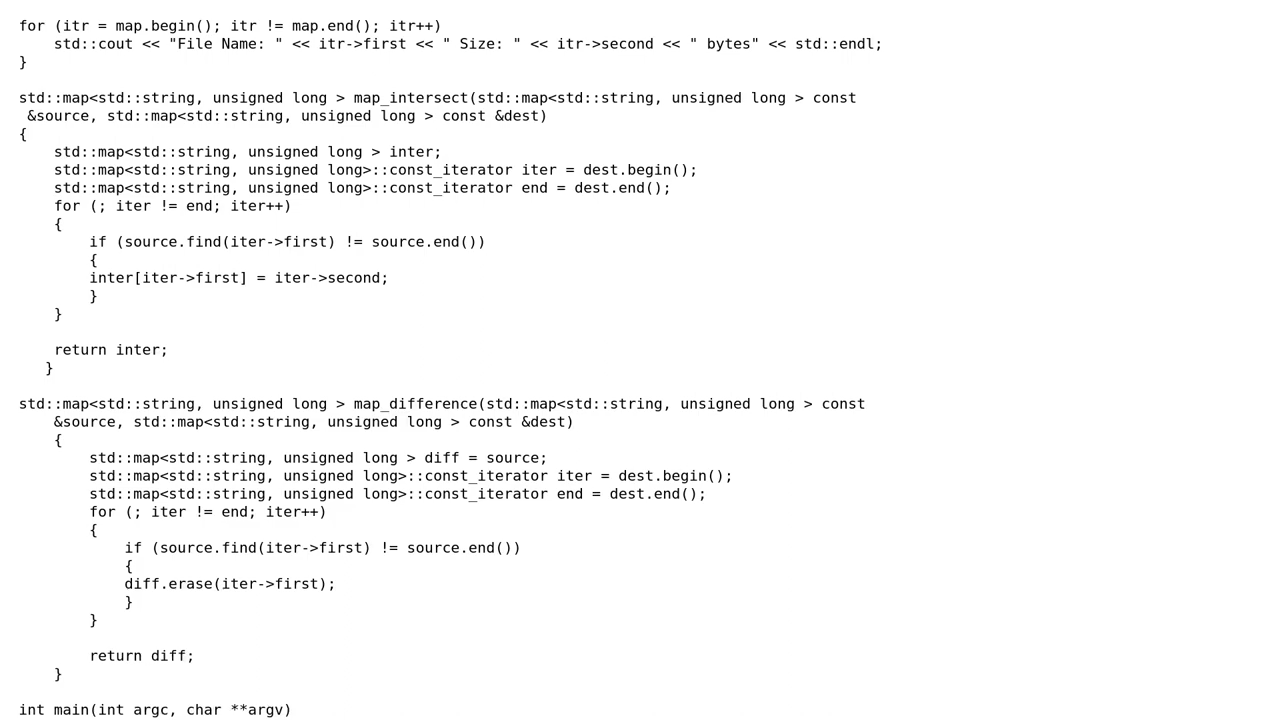 for (itr = map.begin(); itr != map.end(); itr++)
    std::cout << "File Name: " << itr->first << " Size: " << itr->second << " bytes" << std::endl;
}

std::map<std::string, unsigned long > map_intersect(std::map<std::string, unsigned long > const
 &source, std::map<std::string, unsigned long > const &dest)
{
    std::map<std::string, unsigned long > inter;
    std::map<std::string, unsigned long>::const_iterator iter = dest.begin();
    std::map<std::string, unsigned long>::const_iterator end = dest.end();
    for (; iter != end; iter++)
    {
        if (source.find(iter->first) != source.end())
        {
        inter[iter->first] = iter->second;
        }
    }

    return inter;
   }

std::map<std::string, unsigned long > map_difference(std::map<std::string, unsigned long > const
    &source, std::map<std::string, unsigned long > const &dest)
    {
        std::map<std::string, unsigned long > diff = source;
        std::map<std::string, unsigned long>::const_iterator iter = dest.begin();
        std::map<std::string, unsigned long>::const_iterator end = dest.end();
        for (; iter != end; iter++)
        {
            if (source.find(iter->first) != source.end())
            {
            diff.erase(iter->first);
            }
        }

        return diff;
    }

int main(int argc, char **argv)